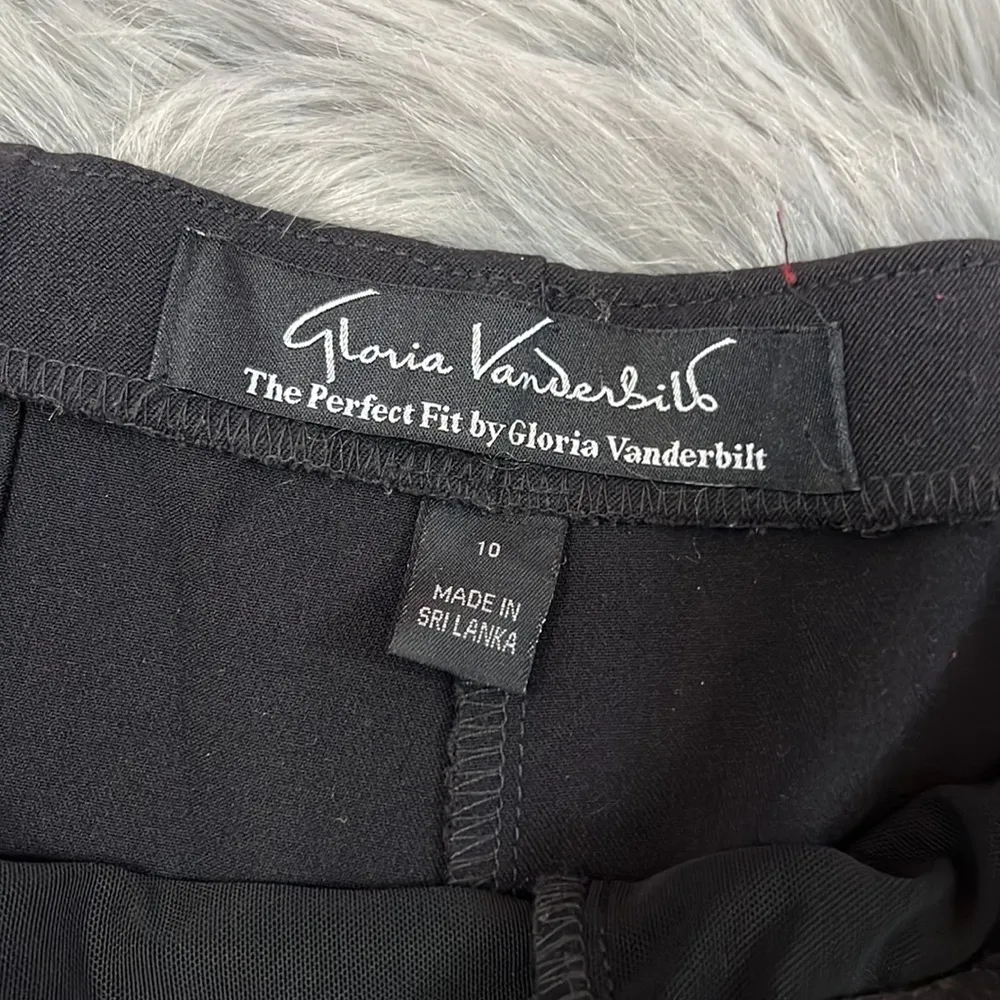 Gloria Vanderbilt
The Perfect Fit by Gloria Vanderbilt
10
MADE IN
SRI LANKA